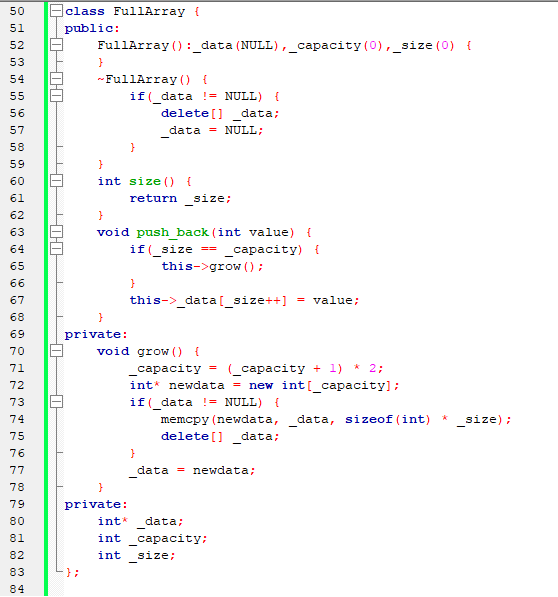 50 class FullArray {
51 public:
52     FullArray():_data(NULL),_capacity(0),_size(0) {
53     }
54     ~FullArray() {
55         if(_data != NULL) {
56             delete[] _data;
57             _data = NULL;
58         }
59     }
60     int size() {
61         return _size;
62     }
63     void push_back(int value) {
64         if(_size == _capacity) {
65             this->grow();
66         }
67         this->_data[_size++] = value;
68     }
69 private:
70     void grow() {
71         _capacity = (_capacity + 1) * 2;
72         int* newdata = new int[_capacity];
73         if(_data != NULL) {
74             memcpy(newdata, _data, sizeof(int) * _size);
75             delete[] _data;
76         }
77         _data = newdata;
78     }
79 private:
80     int* _data;
81     int _capacity;
82     int _size;
83 };
84